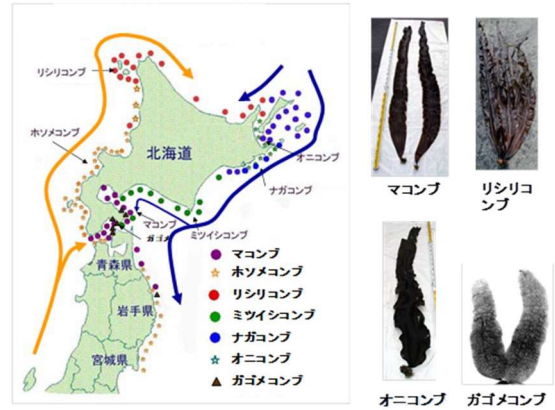 リシリコンブ
ホソメコンブ
北海道
オニコンブ
ナガコンブ
マコンブ
ガゴメ
ミツイシコンブ
青森県
岩手県
宮城県
マコンブ
ホソメコンブ
リシリコンブ
ミツイシコンブ
ナガコンブ
オニコンブ
ガゴメコンブ
マコンブ
リシリコ
ンブ
オニコンブ
ガゴメコンブ